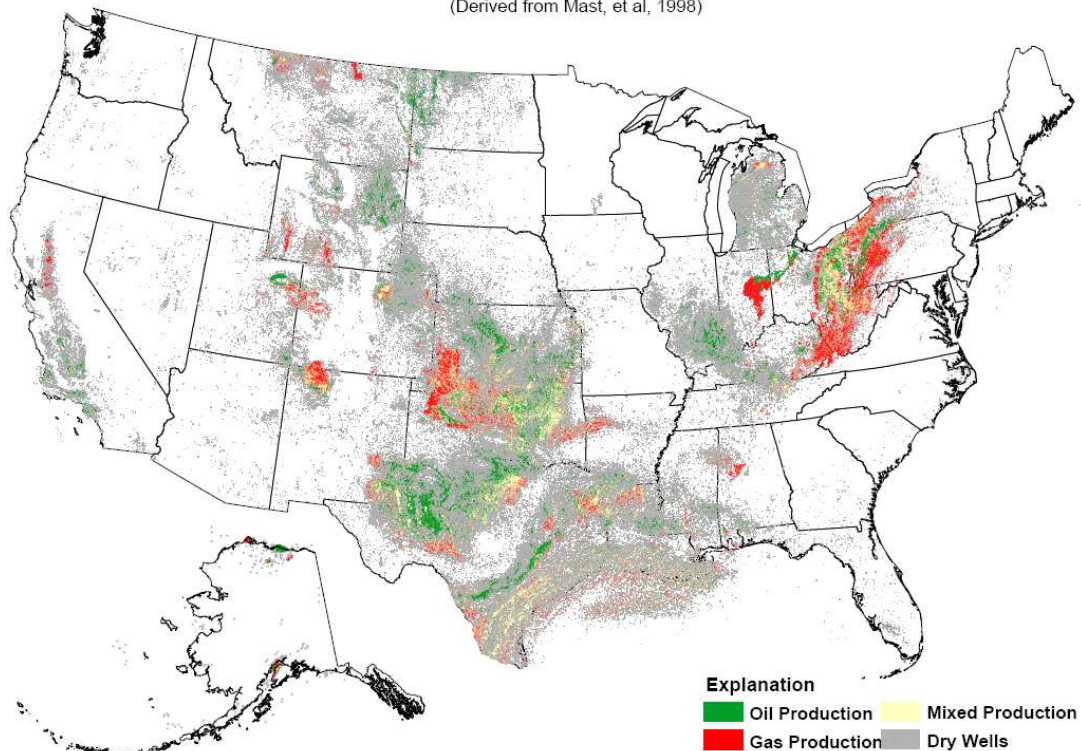 (Derived from Mast, et al, 1998)
Explanation
Oil Production
Mixed Production
Gas Production
Dry Wells